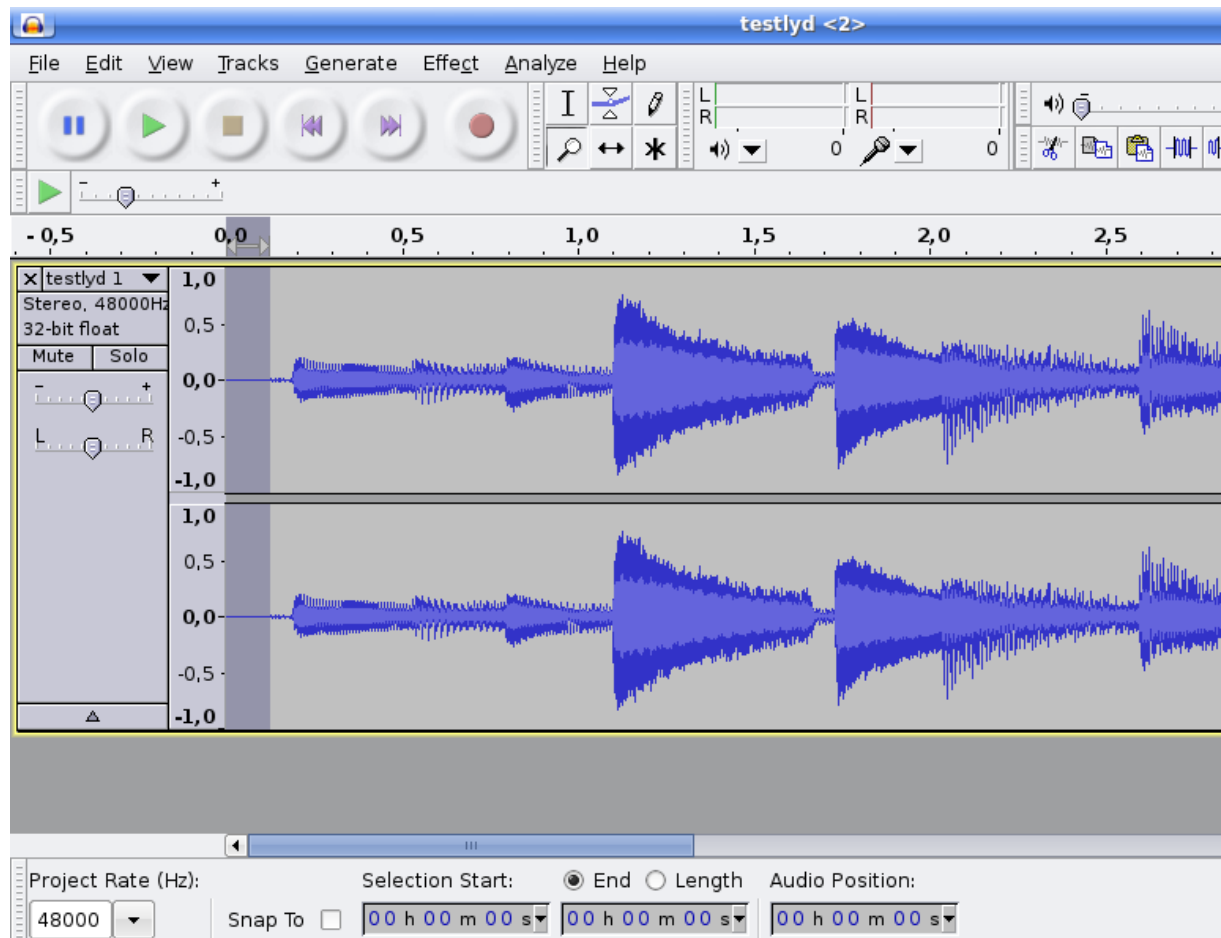 testlyd <2>
File Edit View Tracks Generate Effect Analyze Help
L
R
L
R
0
0
- +
- 0,5 0,0 0,5 1,0 1,5 2,0 2,5
testlyd 1
Stereo, 48000Hz
32-bit float
Mute Solo
- +
L R
1,0
0,5
0,0
-0,5
-1,0
1,0
0,5
0,0
-0,5
-1,0
Project Rate (Hz): Selection Start: End Length Audio Position:
48000 Snap To 00 h 00 m 00 s 00 h 00 m 00 s 00 h 00 m 00 s